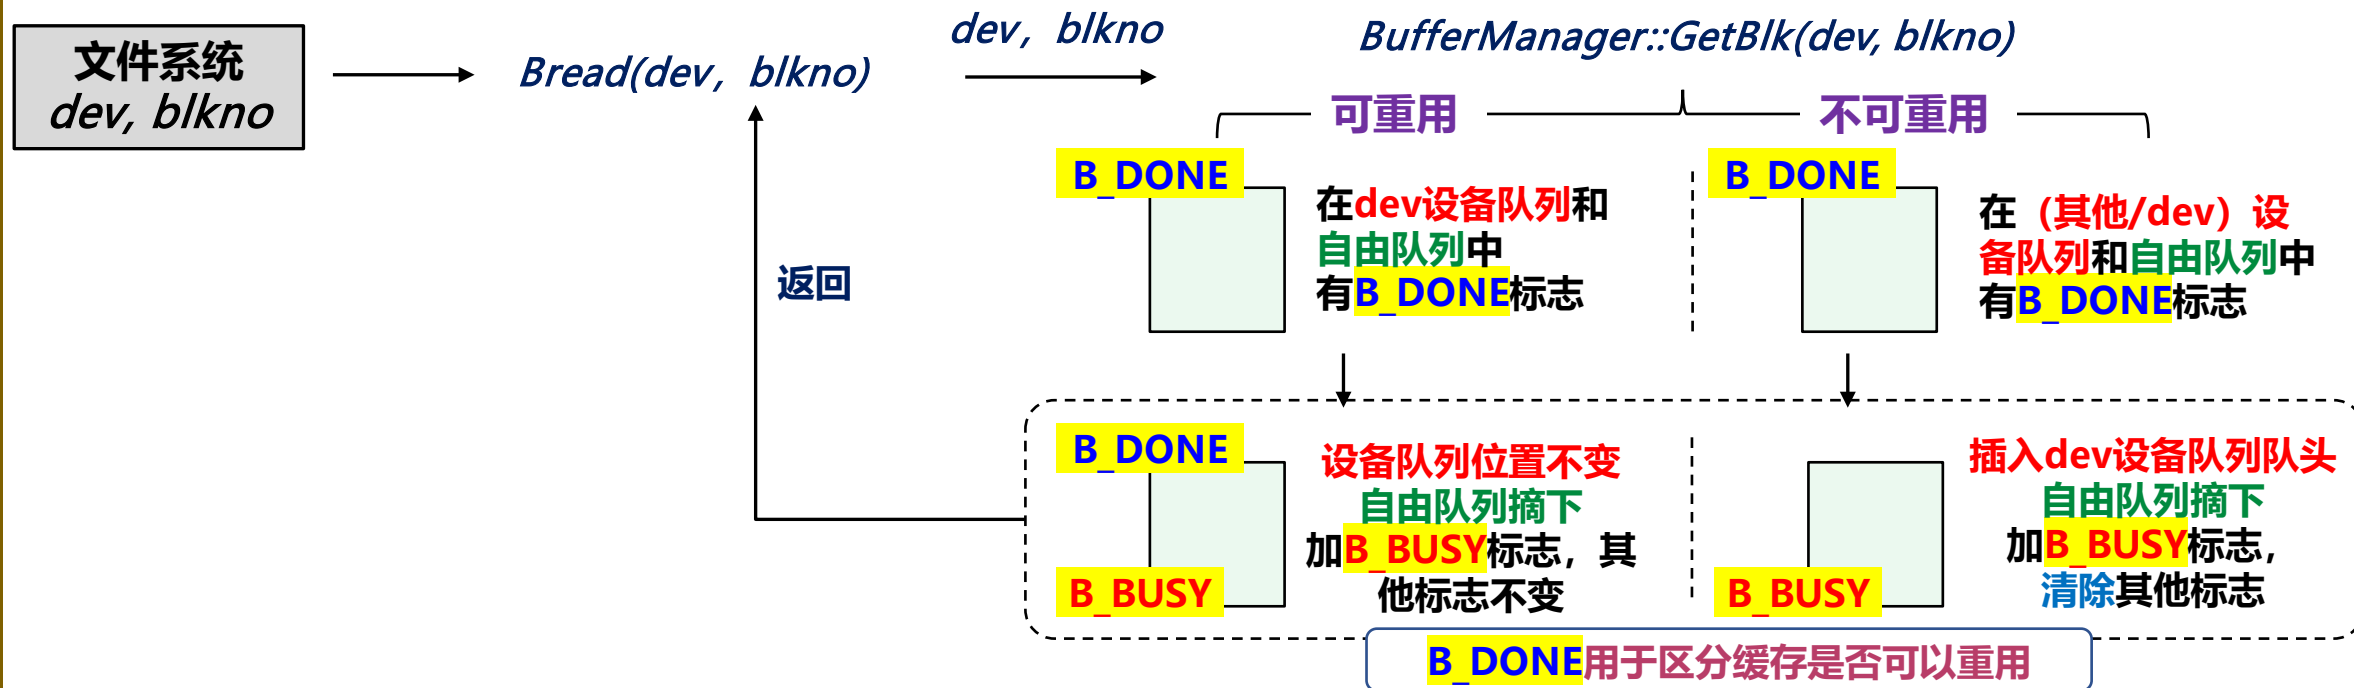 文件系统
dev, blkno
Bread(dev，blkno)
dev，blkno
BufferManager::GetBlk(dev, blkno)
可重用
不可重用
B_DONE
在dev设备队列和
自由队列中
有B_DONE标志
B_DONE
在（其他/dev）设
备队列和自由队列中
有B_DONE标志
返回
B_DONE
B_BUSY
设备队列位置不变
自由队列摘下
加B_BUSY标志，其
他标志不变
B_BUSY
插入dev设备队列队头
自由队列摘下
加B_BUSY标志，
清除其他标志
B_DONE用于区分缓存是否可以重用